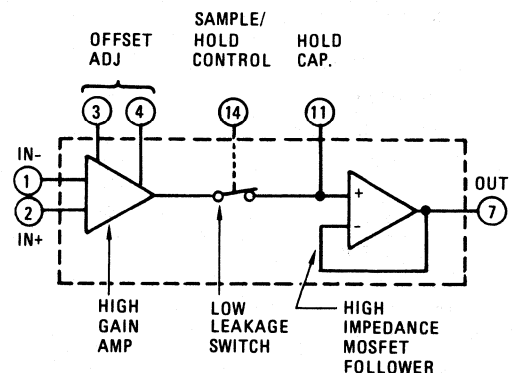 SAMPLE/
HOLD
CONTROL
OFFSET
ADJ
HOLD
CAP.
3
4
14
11
IN-
1
2
IN+
+
-
OUT
7
HIGH
GAIN
AMP
LOW
LEAKAGE
SWITCH
HIGH
IMPEDANCE
MOSFET
FOLLOWER